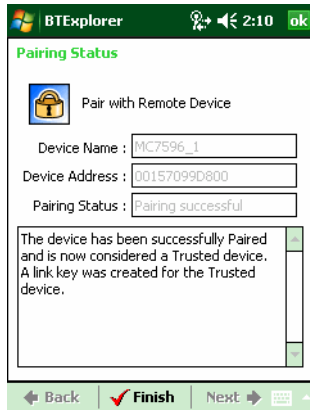 BTExplorer 2:10 ok
Pairing Status
Pair with Remote Device
Device Name : MC7596_1
Device Address : 00157099D800
Pairing Status : Pairing successful
The device has been successfully Paired
and is now considered a Trusted device.
A link key was created for the Trusted
device.
Back Finish Next